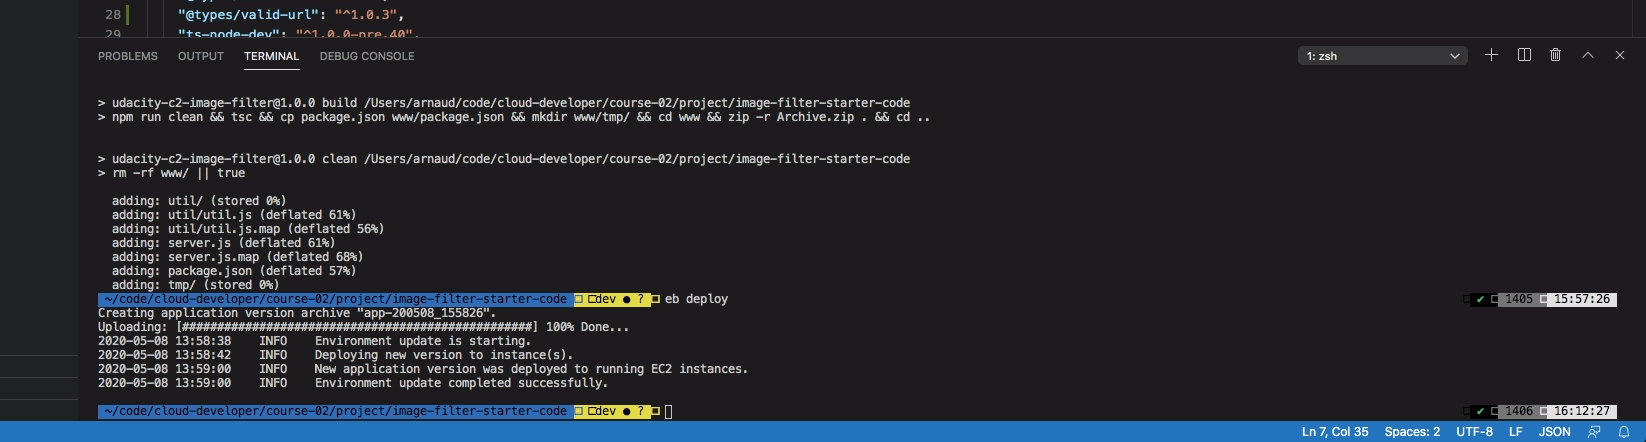 28 "@types/valid-url": "^1.0.3",
29 "ts-node-dev": "^1.0.0-pre.40",
PROBLEMS OUTPUT TERMINAL DEBUG CONSOLE 1: zsh
> udacity-c2-image-filter@1.0.0 build /Users/arnaud/code/cloud-developer/course-02/project/image-filter-starter-code
> npm run clean && tsc && cp package.json www/package.json && mkdir www/tmp/ && cd www && zip -r Archive.zip . && cd ..
> udacity-c2-image-filter@1.0.0 clean /Users/arnaud/code/cloud-developer/course-02/project/image-filter-starter-code
> rm -rf www/ || true
adding: util/ (stored 0%)
adding: util/util.js (deflated 61%)
adding: util/util.js.map (deflated 56%)
adding: server.js (deflated 61%)
adding: server.js.map (deflated 68%)
adding: package.json (deflated 57%)
adding: tmp/ (stored 0%)
~/code/cloud-developer/course-02/project/image-filter-starter-code dev ● ? eb deploy ✔ 1405 15:57:26
Creating application version archive "app-200508_155826".
Uploading: [##################################################] 100% Done...
2020-05-08 13:58:38 INFO Environment update is starting.
2020-05-08 13:58:42 INFO Deploying new version to instance(s).
2020-05-08 13:59:00 INFO New application version was deployed to running EC2 instances.
2020-05-08 13:59:00 INFO Environment update completed successfully.
~/code/cloud-developer/course-02/project/image-filter-starter-code dev ● ? ✔ 1406 16:12:27
Ln 7, Col 35 Spaces: 2 UTF-8 LF JSON